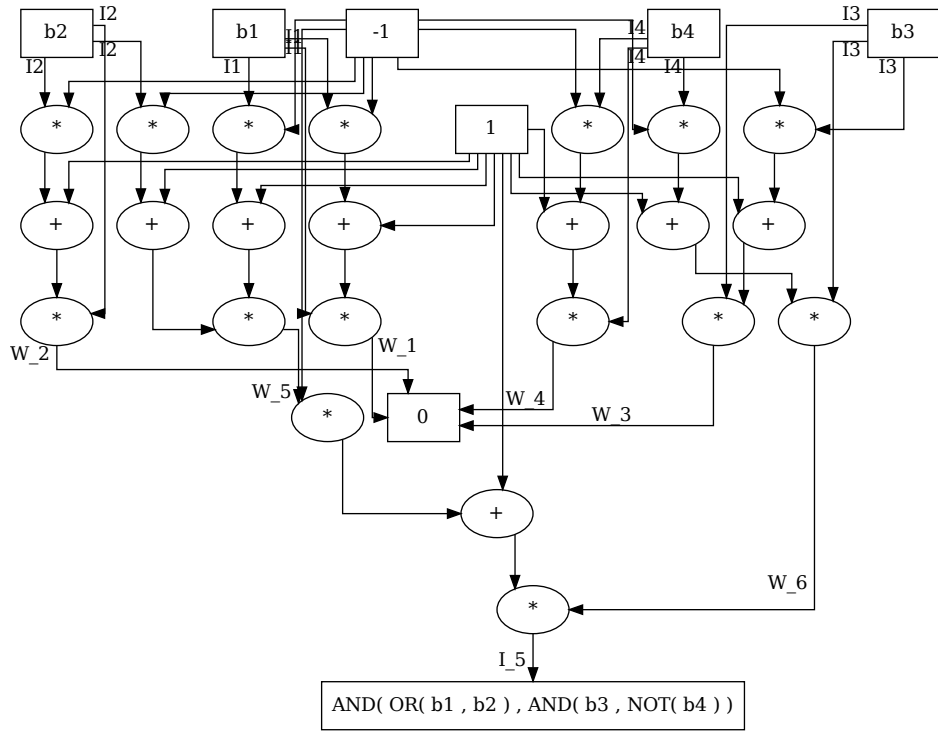 b2
b1
-1
b4
b3
I2
I2
I2
I1
I1
I1
I4
I4
I4
I3
I3
I3
*
*
*
*
1
*
*
*
+
+
+
+
+
+
+
*
*
*
*
*
*
W_2
W_5
W_1
W_4
W_3
*
0
+
W_6
*
I_5
AND( OR( b1 , b2 ) , AND( b3 , NOT( b4 ) ) )